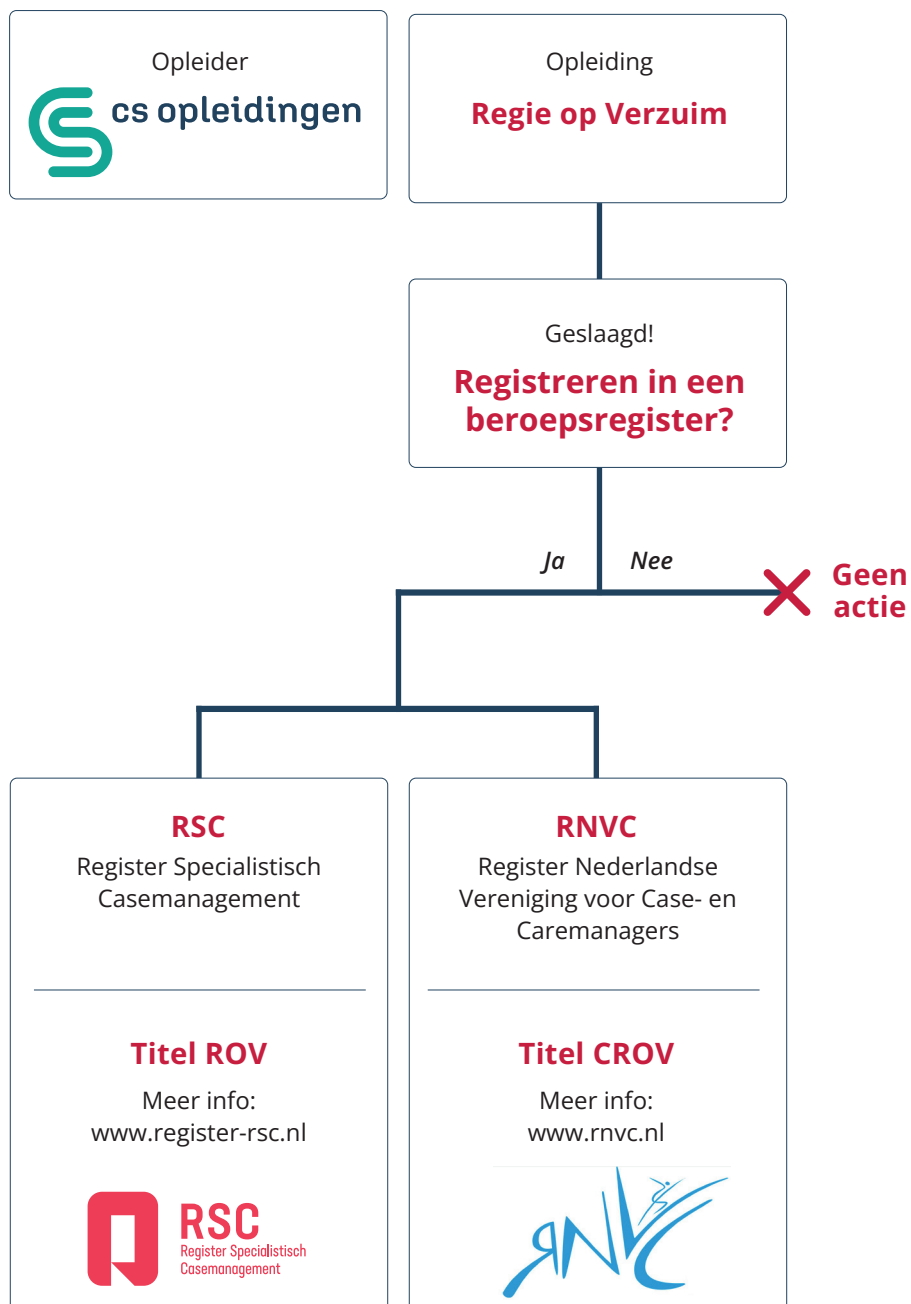 Opleider
cs opleidingen
Opleiding
Regie op Verzuim
Geslaagd!
Registreren in een
beroepsregister?
Ja
Nee
Geen
actie
RSC
Register Specialistisch
Casemanagement
Titel ROV
Meer info:
www.register-rsc.nl
RSC
Register Specialistisch
Casemanagement
RNVC
Register Nederlandse
Vereniging voor Case- en
Caremanagers
Titel CROV
Meer info:
www.rnvc.nl
RNVC